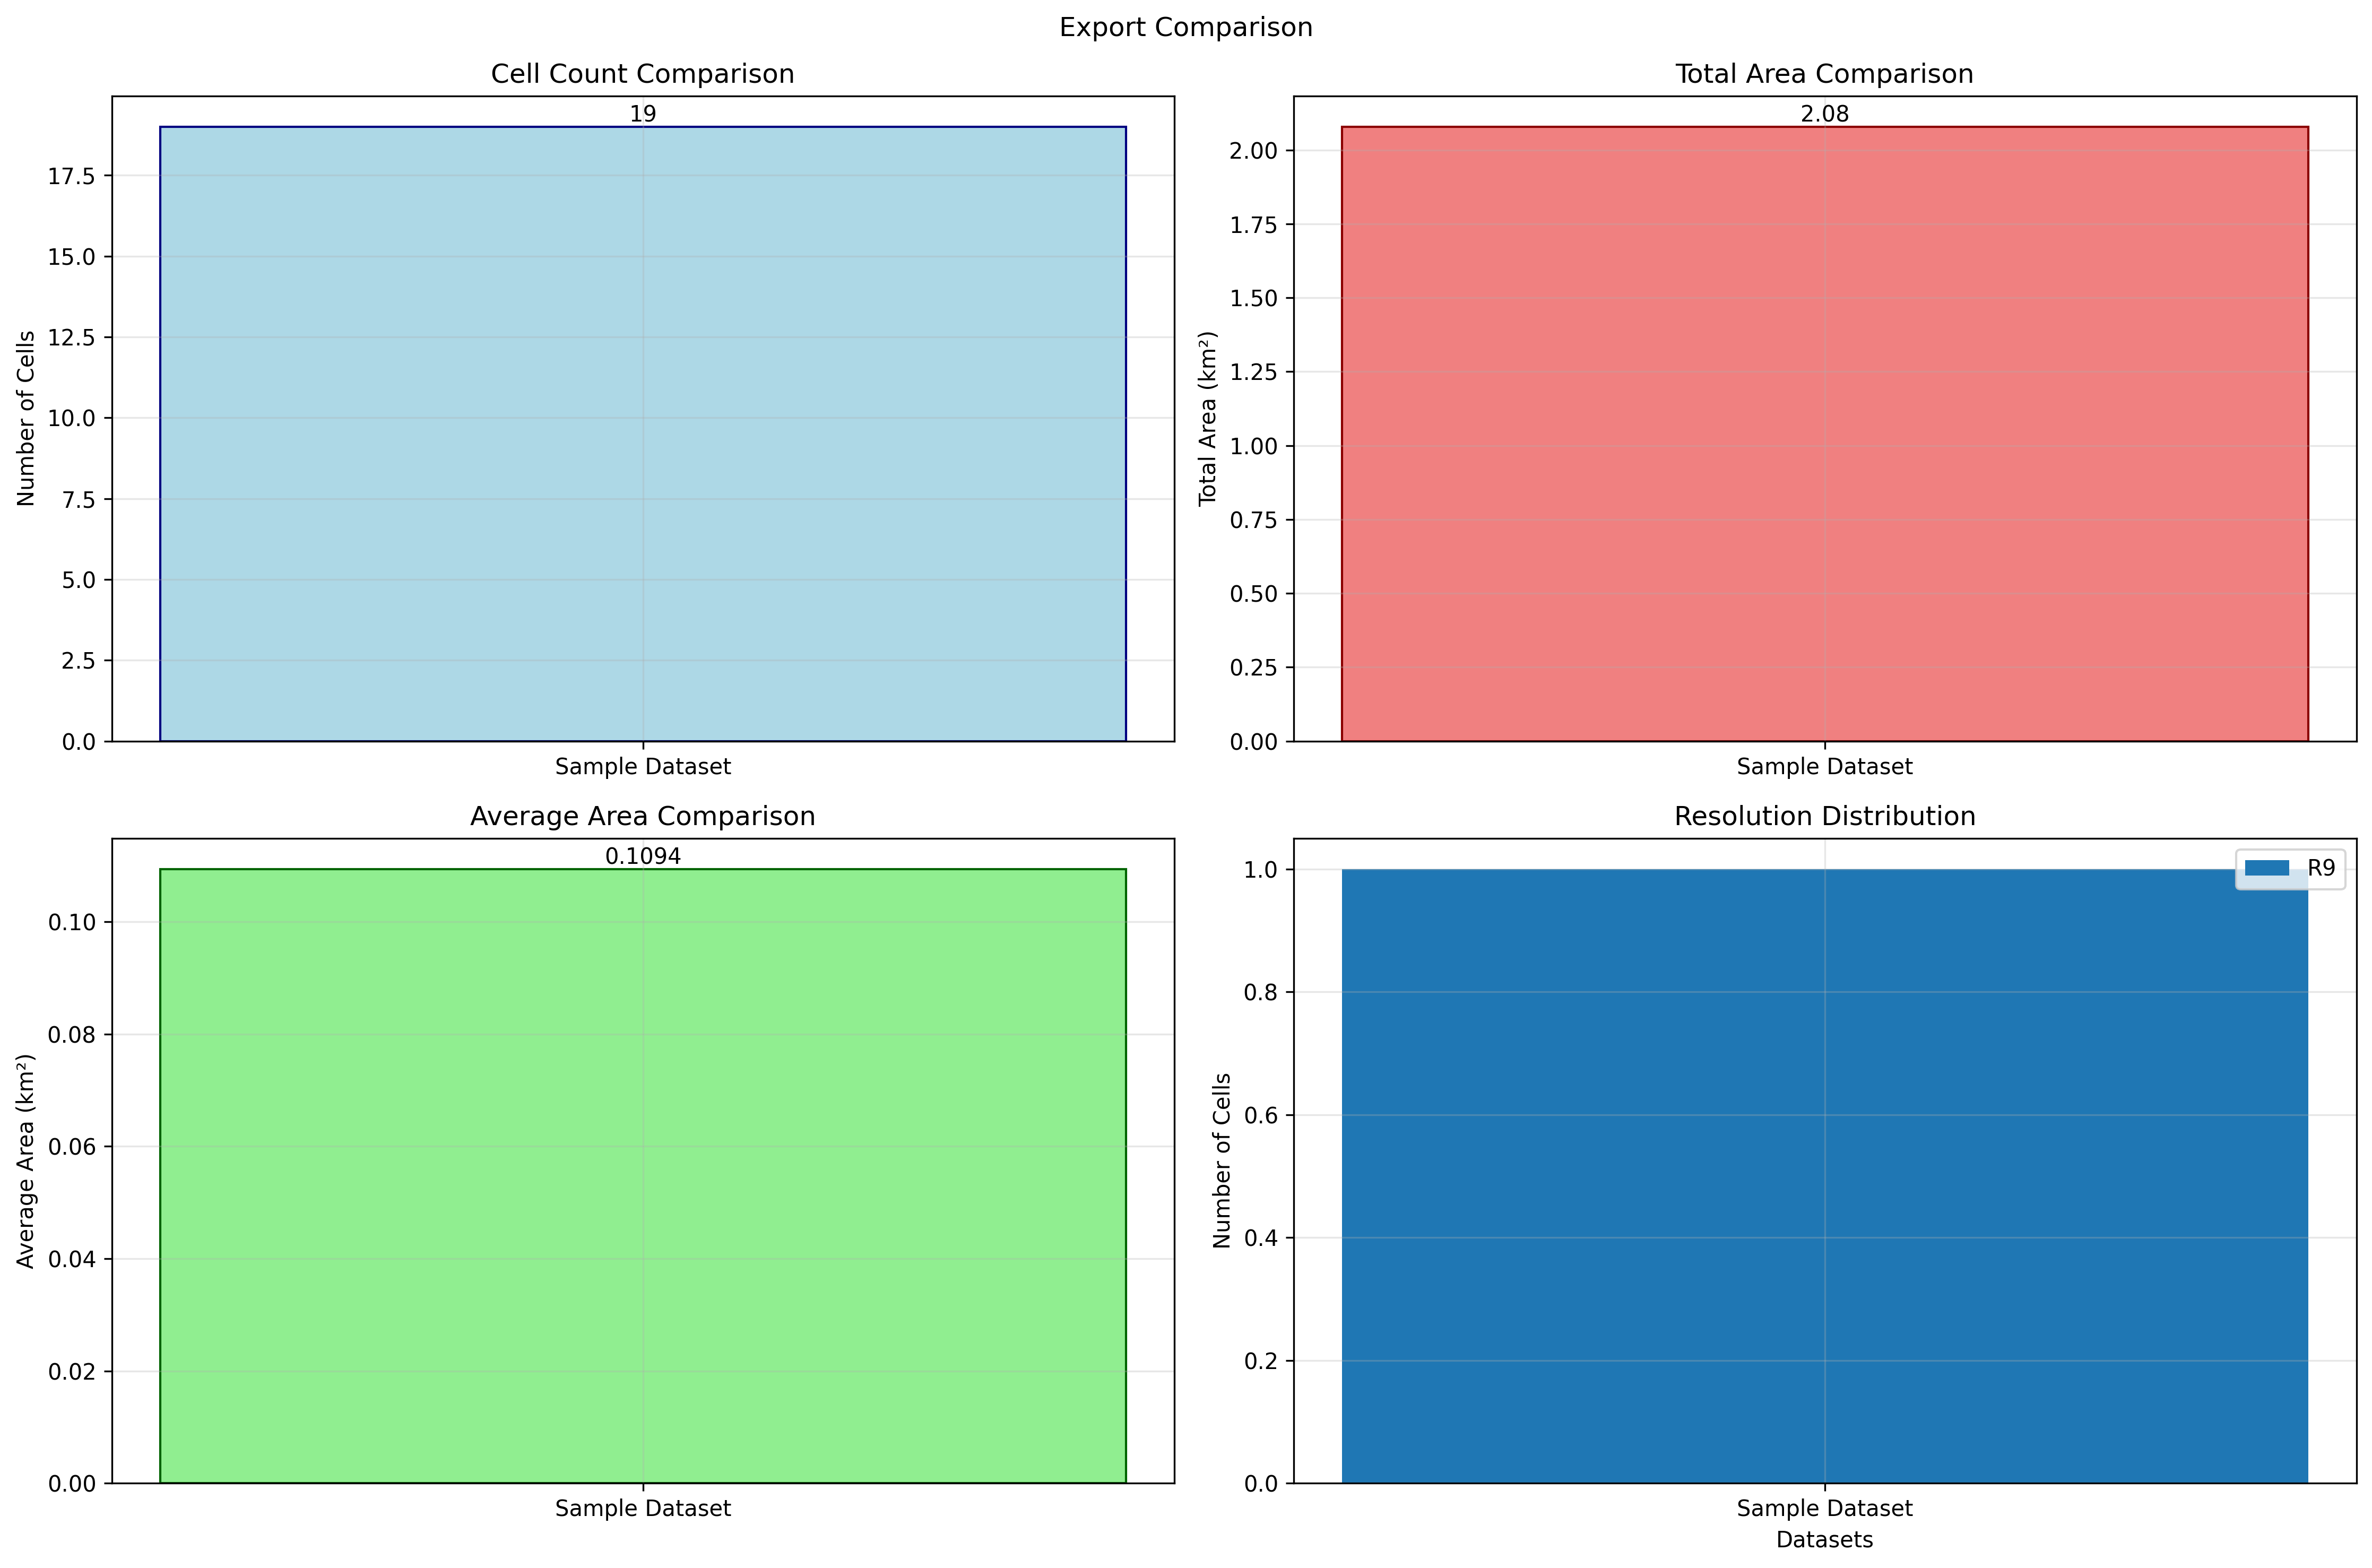 Export Comparison
Cell Count Comparison
19
17.5
15.0
12.5
10.0
7.5
5.0
2.5
0.0
Number of Cells
Sample Dataset
Total Area Comparison
2.08
2.00
1.75
1.50
1.25
1.00
0.75
0.50
0.25
0.00
Total Area (km²)
Sample Dataset
Average Area Comparison
0.1094
0.10
0.08
0.06
0.04
0.02
0.00
Average Area (km²)
Sample Dataset
Resolution Distribution
R9
1.0
0.8
0.6
0.4
0.2
0.0
Number of Cells
Sample Dataset
Datasets